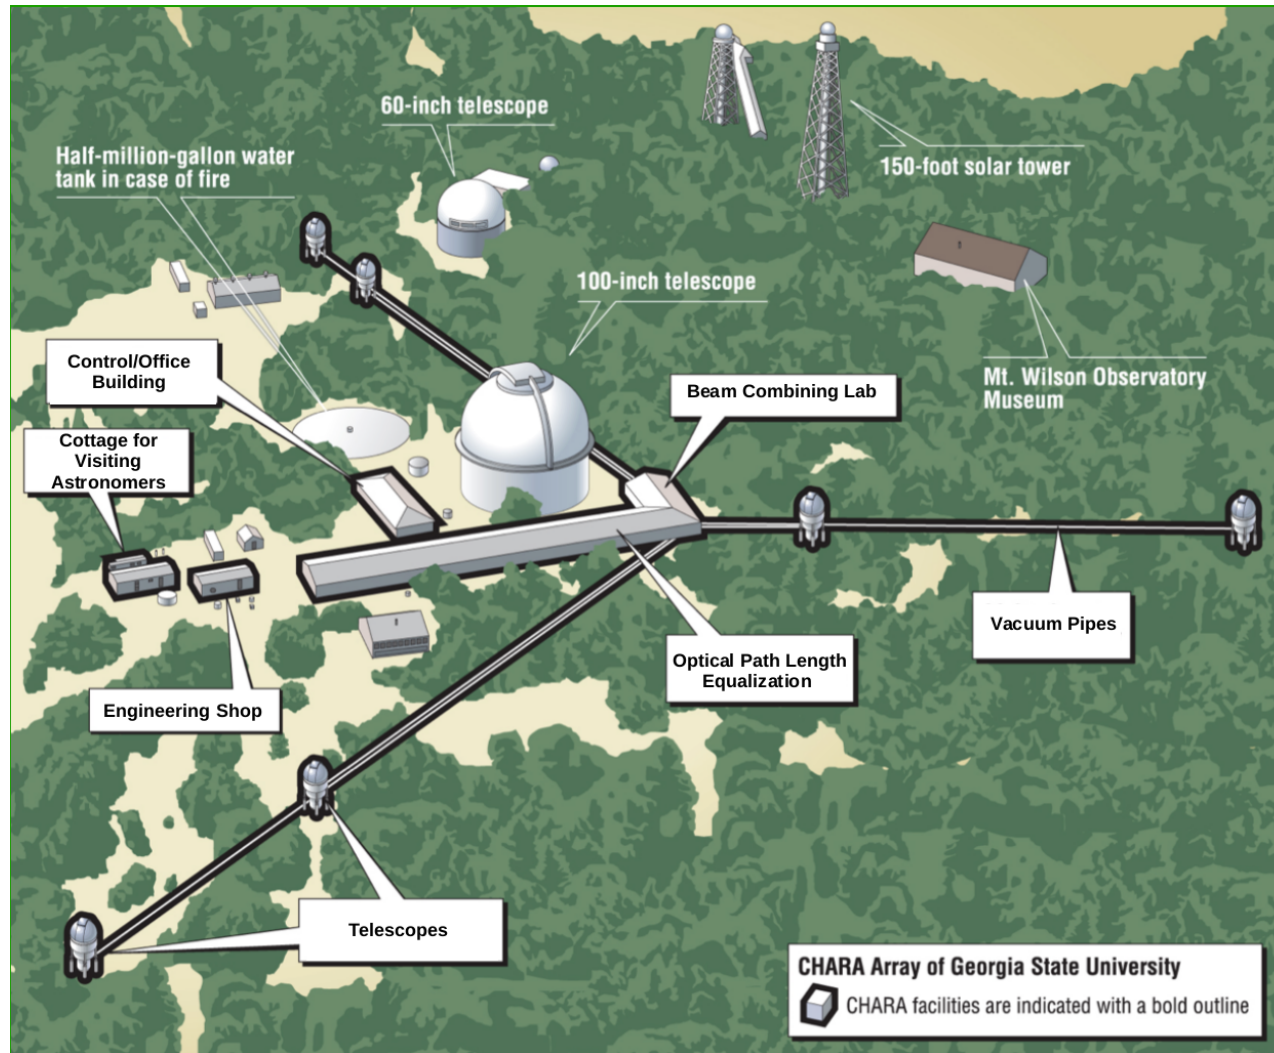 60-inch telescope
Half-million-gallon water
tank in case of fire
150-foot solar tower
100-inch telescope
Control/Office
Building
Beam Combining Lab
Mt. Wilson Observatory
Museum
Cottage for
Visiting
Astronomers
Vacuum Pipes
Optical Path Length
Equalization
Engineering Shop
Telescopes
CHARA Array of Georgia State University
CHARA facilities are indicated with a bold outline